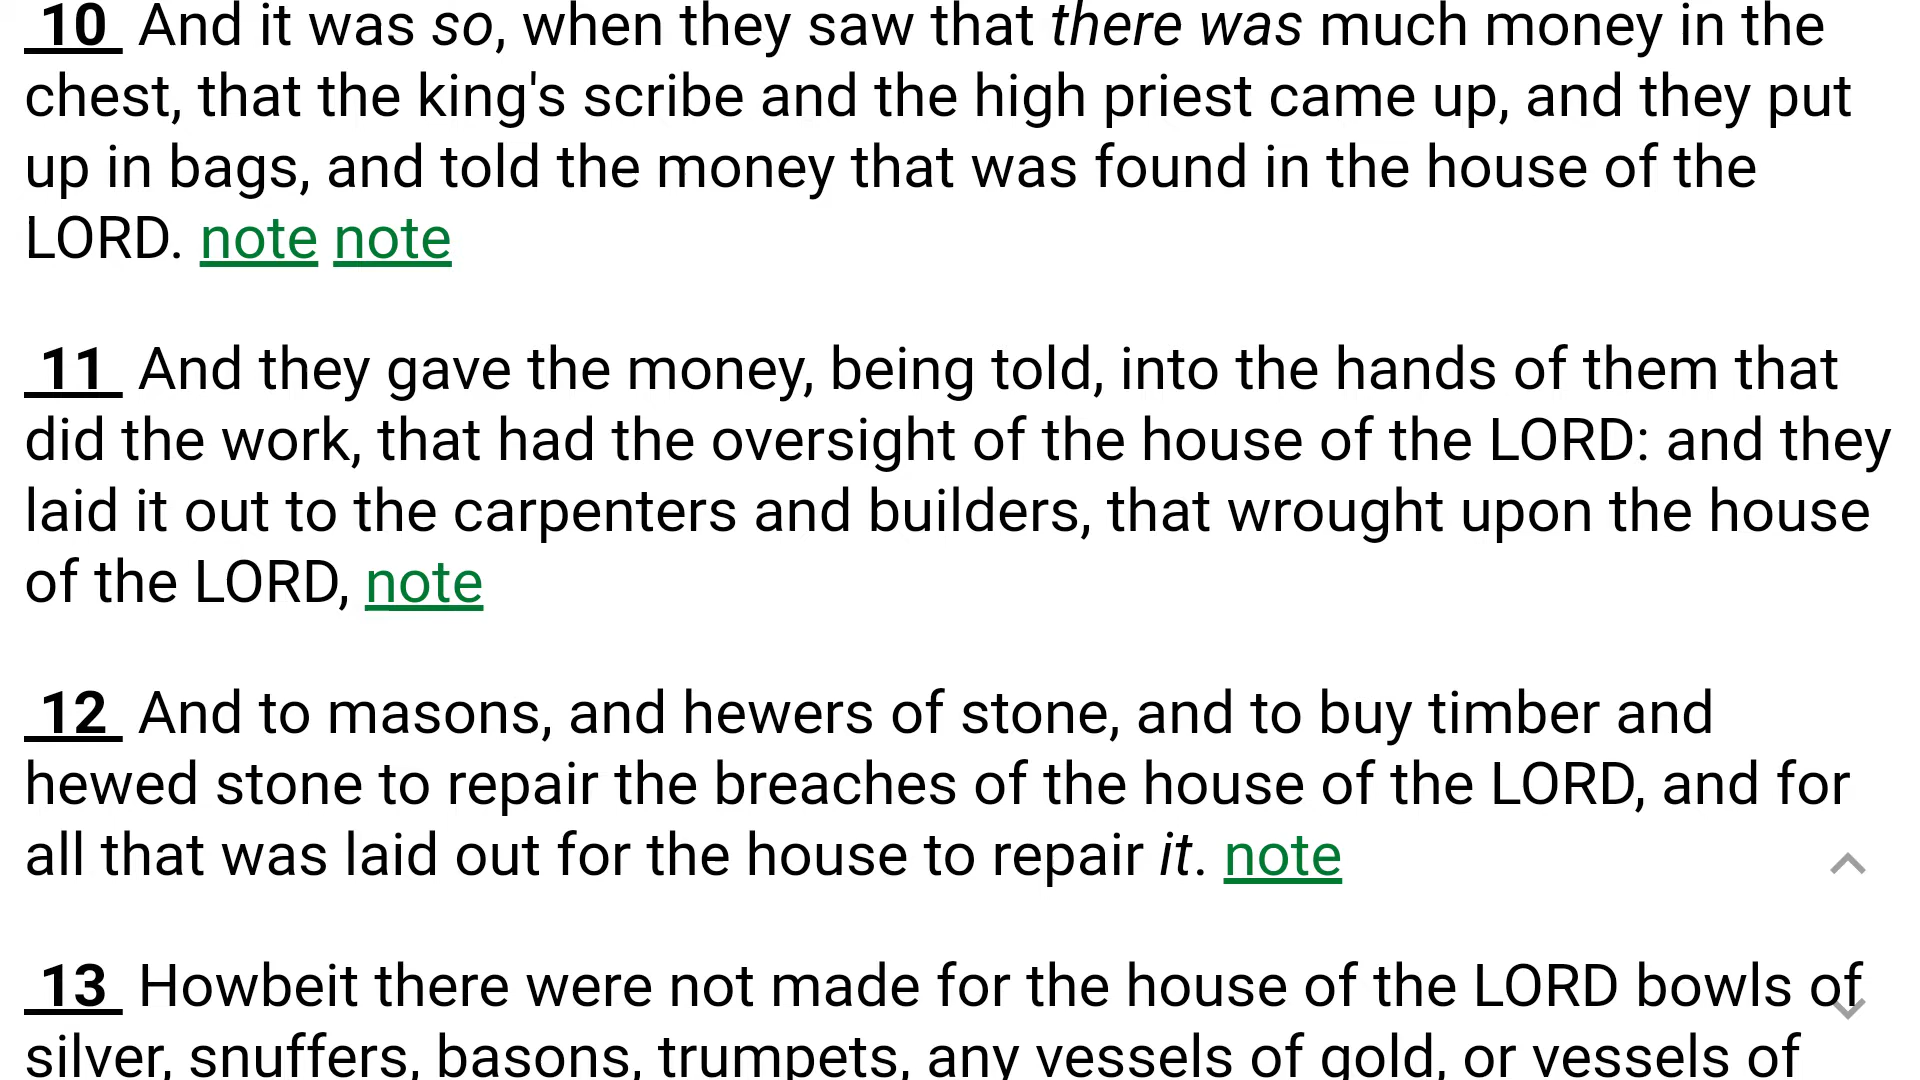 10 And it was so, when they saw that there was much money in the
chest, that the king's scribe and the high priest came up, and they put
up in bags, and told the money that was found in the house of the
LORD. note note
11 And they gave the money, being told, into the hands of them that
did the work, that had the oversight of the house of the LORD: and they
laid it out to the carpenters and builders, that wrought upon the house
of the LORD, note
12 And to masons, and hewers of stone, and to buy timber and
hewed stone to repair the breaches of the house of the LORD, and for
all that was laid out for the house to repair it. note
13 Howbeit there were not made for the house of the LORD bowls of
silver, snuffers, basons, trumpets, any vessels of gold, or vessels of